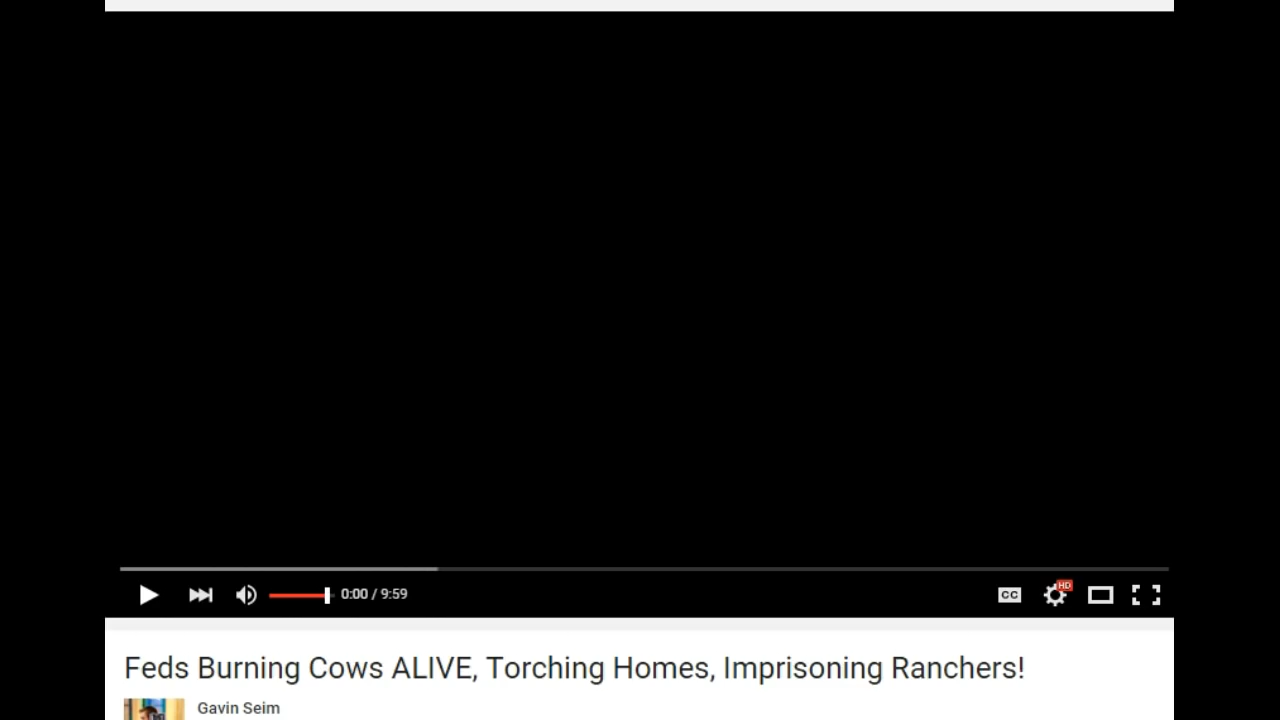 0:00 / 9:59
CC
HD
Feds Burning Cows ALIVE, Torching Homes, Imprisoning Ranchers!
Gavin Seim